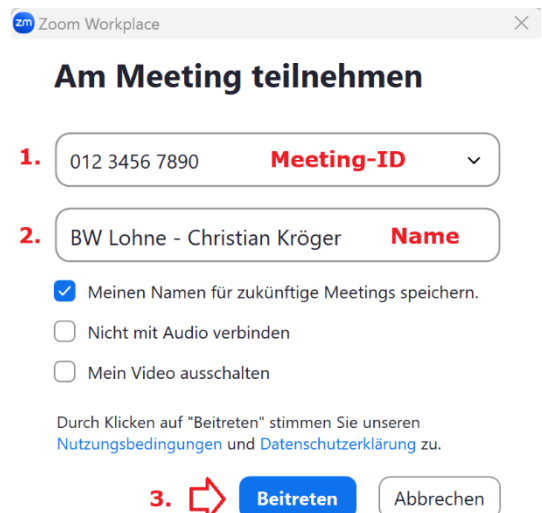 zm Zoom Workplace
Am Meeting teilnehmen
1. 012 3456 7890 Meeting-ID
2. BW Lohne - Christian Kröger Name
Meinen Namen für zukünftige Meetings speichern.
Nicht mit Audio verbinden
Mein Video ausschalten
Durch Klicken auf "Beitreten" stimmen Sie unseren
Nutzungsbedingungen und Datenschutzerklärung zu.
3. Beitreten Abbrechen